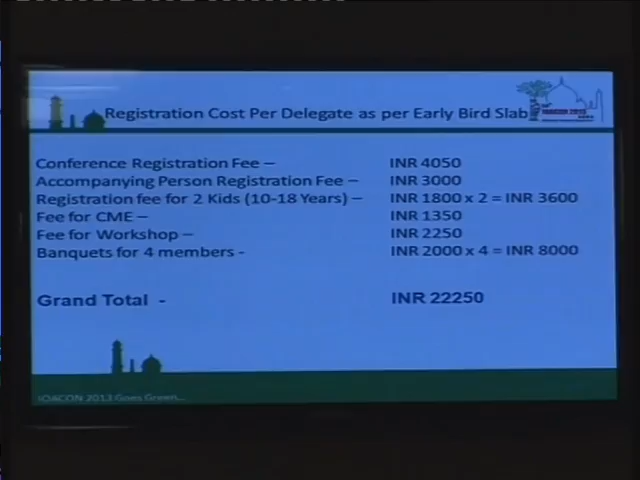 Registration Cost Per Delegate as per Early Bird Slab
Conference Registration Fee – INR 4050
Accompanying Person Registration Fee – INR 3000
Registration fee for 2 Kids (10-18 Years) – INR 1800 x 2 = INR 3600
Fee for CME – INR 1350
Fee for Workshop – INR 2250
Banquets for 4 members - INR 2000 x 4 = INR 8000
Grand Total - INR 22250
IOACON 2013 Goes Green...